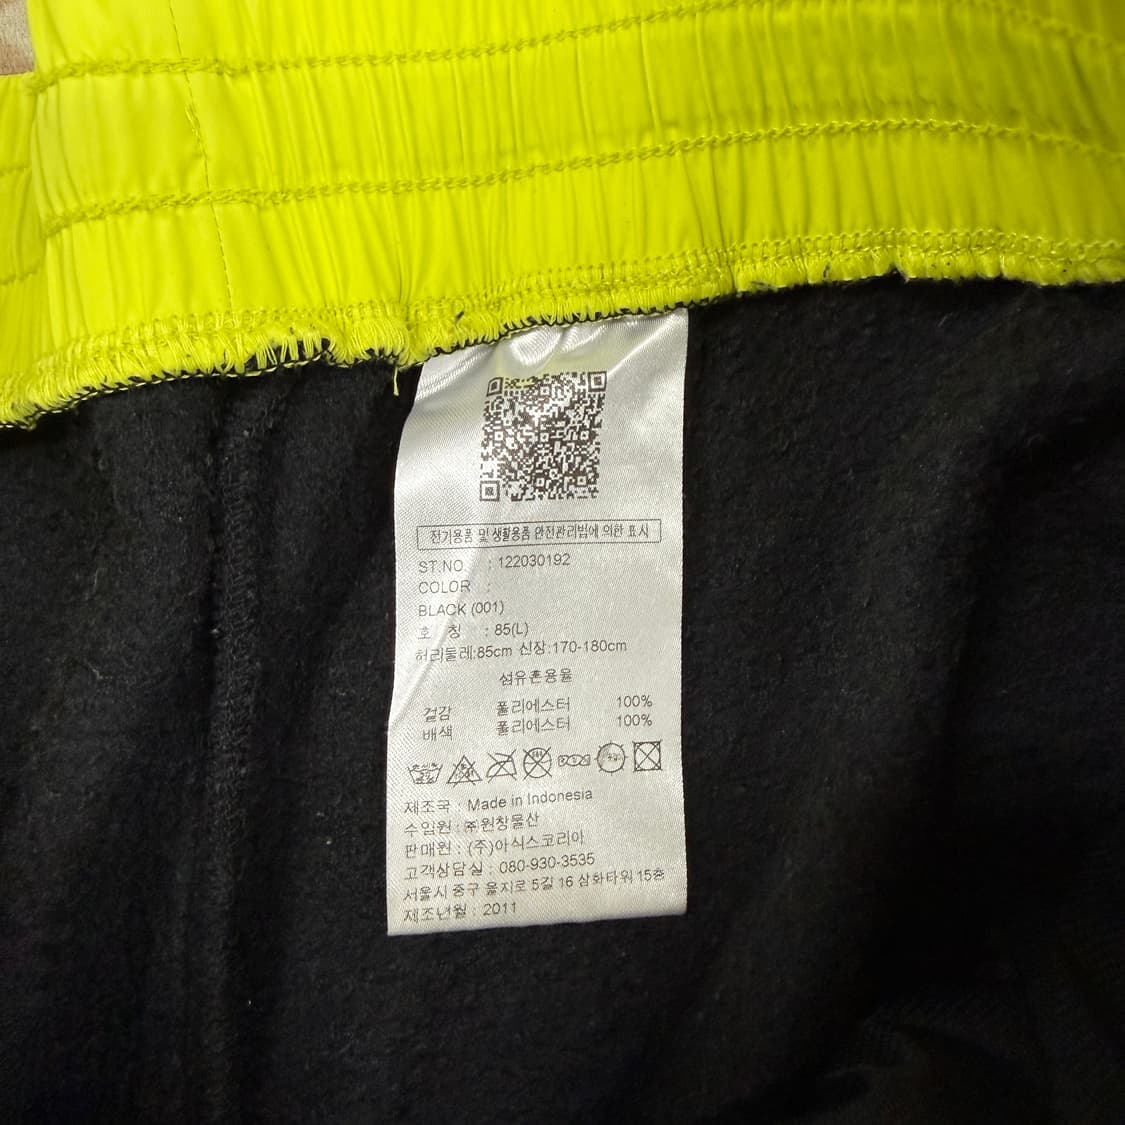 전기용품 및 생활용품 안전관리법에 의한 표시
ST.NO. : 122030192
COLOR :
BLACK (001)
호 칭 : 85(L)
허리둘레:85cm 신장:170-180cm
섬유혼용율
겉감 폴리에스터 100%
배색 폴리에스터 100%
제조국 : Made in Indonesia
수입원 : ㈜원창물산
판매원 : (주)아식스코리아
고객상담실 : 080-930-3535
서울시 중구 을지로 5길 16 삼화타워 15층
제조년월 : 2011